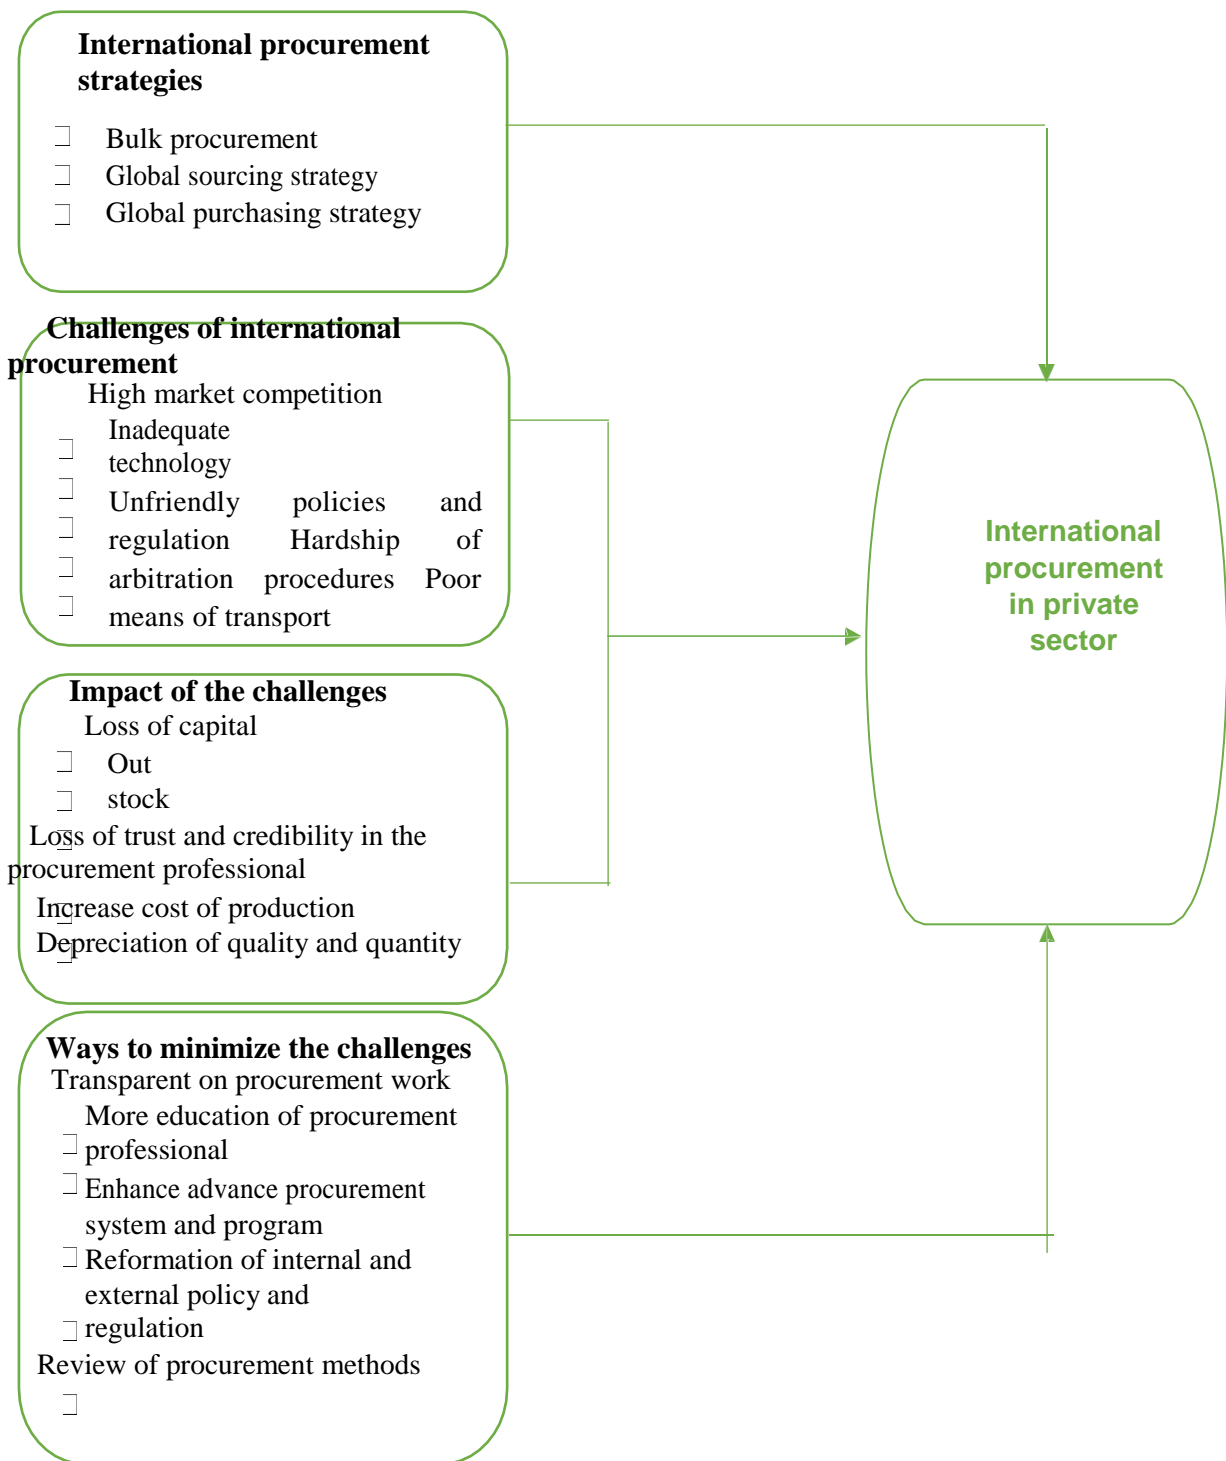 International procurement
strategies
Bulk procurement
Global sourcing strategy
Global purchasing strategy
Challenges of international
procurement
High market competition
Inadequate
technology
Unfriendly policies and
regulation Hardship of
arbitration procedures Poor
means of transport
Impact of the challenges
Loss of capital
Out
stock
Loss of trust and credibility in the
procurement professional
Increase cost of production
Depreciation of quality and quantity
Ways to minimize the challenges
Transparent on procurement work
More education of procurement
professional
Enhance advance procurement
system and program
Reformation of internal and
external policy and
regulation
Review of procurement methods
International
procurement
in private
sector